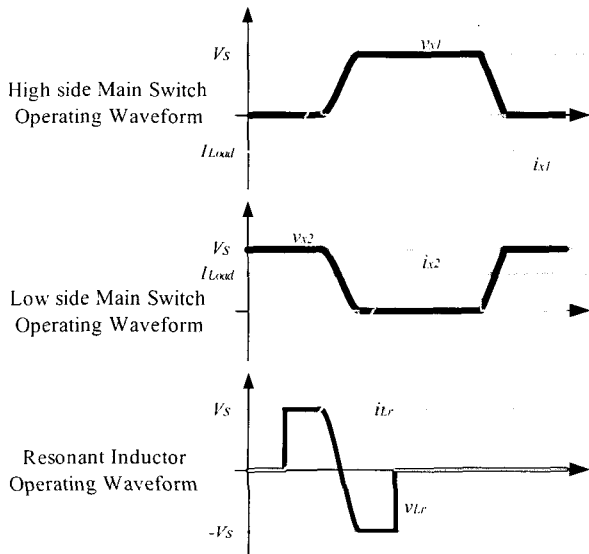 Vs
vx1
High side Main Switch
Operating Waveform
ILoad
ix1
Vs
vx2
ix2
ILoad
Low side Main Switch
Operating Waveform
Vs
iLr
Resonant Inductor
Operating Waveform
vLr
-Vs